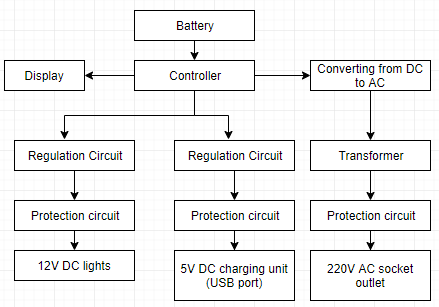 Battery
Display
Controller
Converting from DC
to AC
Regulation Circuit
Regulation Circuit
Transformer
Protection circuit
Protection circuit
Protection circuit
12V DC lights
5V DC charging unit
(USB port)
220V AC socket
outlet